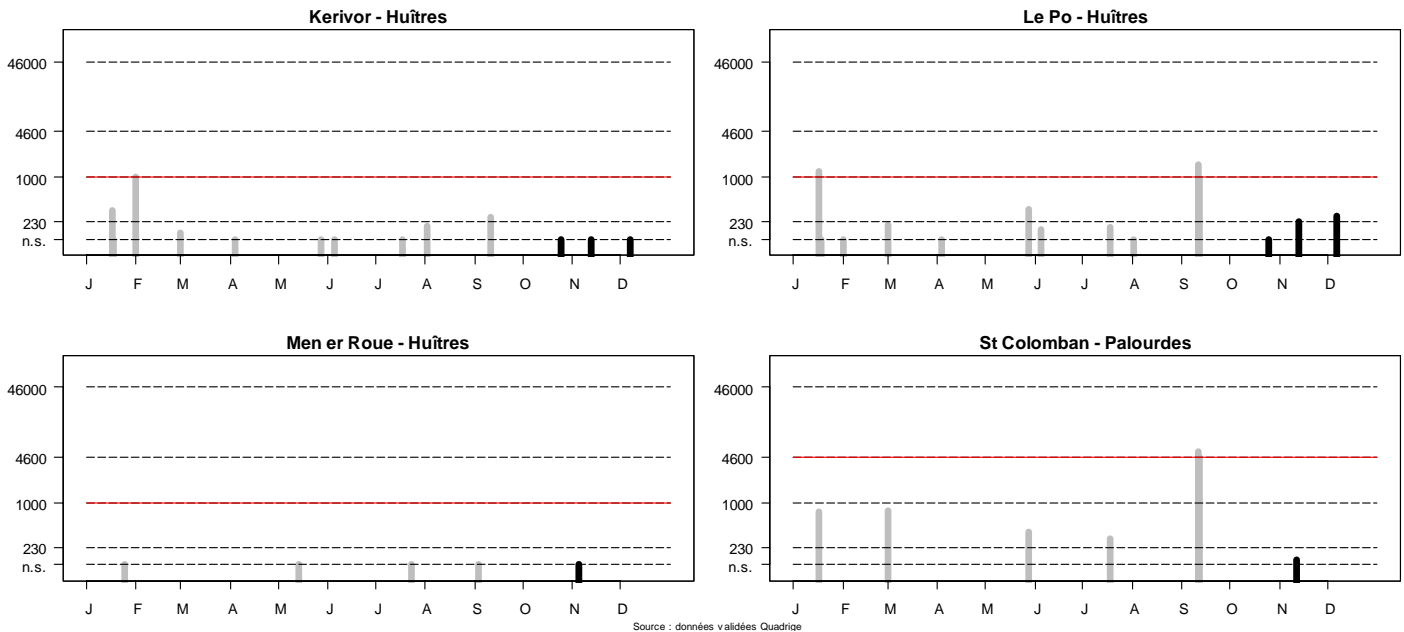 Kerivor - Huîtres
46000
4600
1000
230
n.s.
J F M A M J J A S O N D
Le Po - Huîtres
46000
4600
1000
230
n.s.
J F M A M J J A S O N D
Men er Roue - Huîtres
46000
4600
1000
230
n.s.
J F M A M J J A S O N D
St Colomban - Palourdes
46000
4600
1000
230
n.s.
J F M A M J J A S O N D
Source : données validées Quadrige